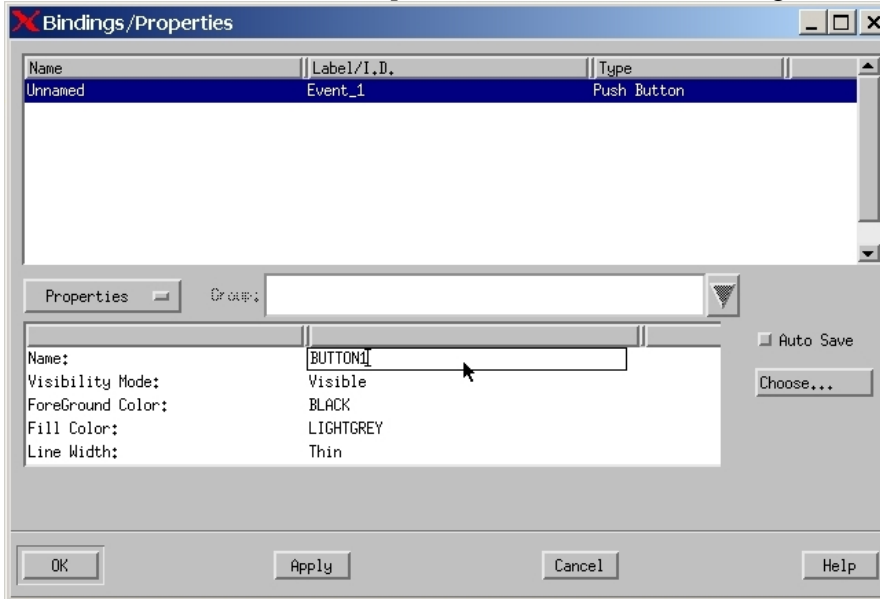 Bindings/Properties
Name Label/I.D. Type
Unnamed Event_1 Push Button
Properties Group:
Auto Save
Name: BUTTON1
Visibility Mode: Visible
Choose...
ForeGround Color: BLACK
Fill Color: LIGHTGREY
Line Width: Thin
OK Apply Cancel Help